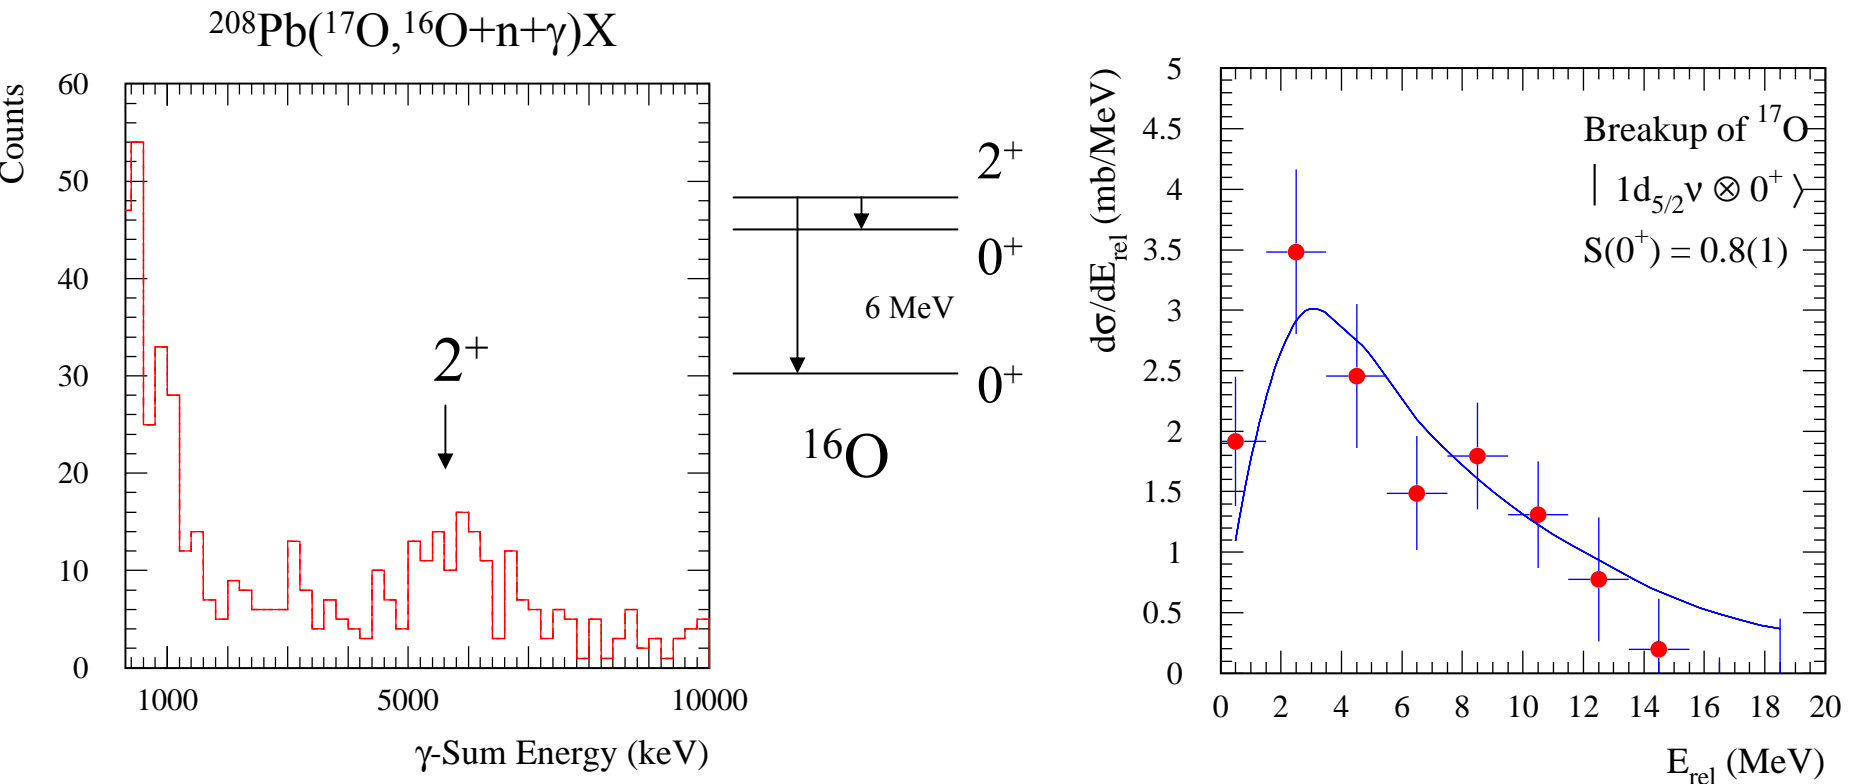 ²⁰⁸Pb(¹⁷O,¹⁶O+n+γ)X
Counts
60
50
40
30
20
10
0
2⁺
1000 5000 10000
γ-Sum Energy (keV)
2⁺
0⁺
6 MeV
0⁺
¹⁶O
dσ/dE_rel (mb/MeV)
5
4.5
4
3.5
3
2.5
2
1.5
1
0.5
0
Breakup of ¹⁷O
| 1d_5/2ν ⊗ 0⁺ ⟩
S(0⁺) = 0.8(1)
0 2 4 6 8 10 12 14 16 18 20
E_rel (MeV)